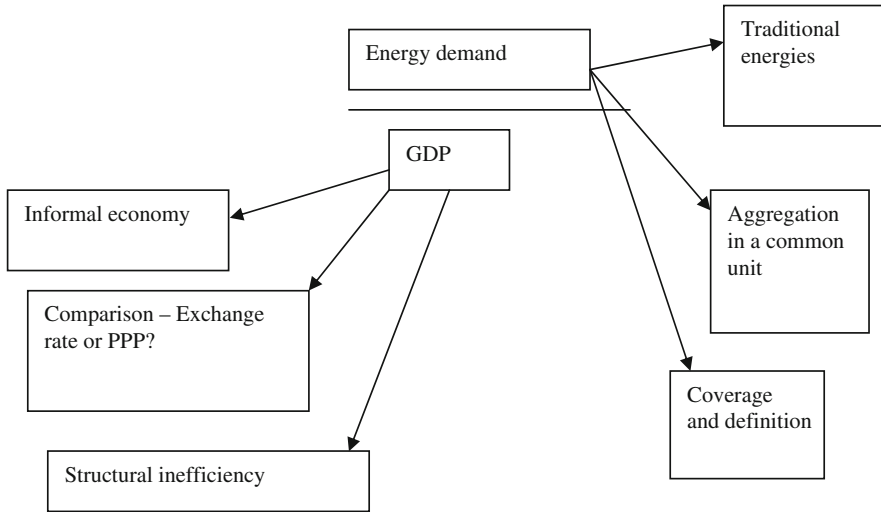 Energy demand
Traditional
energies
GDP
Informal economy
Aggregation
in a common
unit
Comparison – Exchange
rate or PPP?
Coverage
and definition
Structural inefficiency